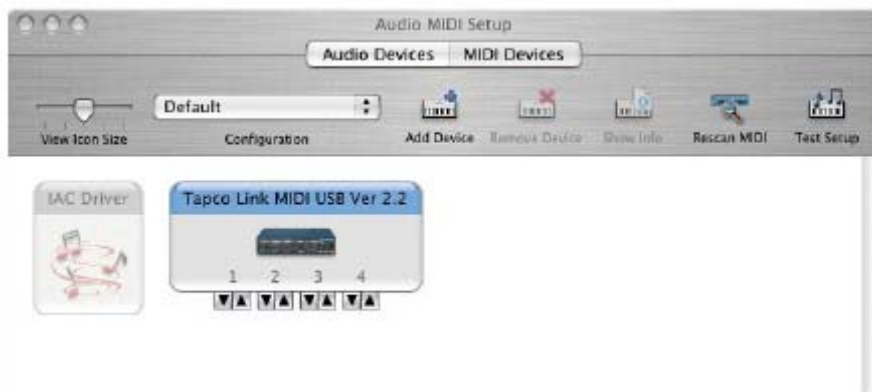 Audio MIDI Setup
Audio Devices MIDI Devices
Default
View Icon Size Configuration Add Device Remove Device Show Info Rescan MIDI Test Setup
IAC Driver Tapco Link MIDI USB Ver 2.2
1 2 3 4